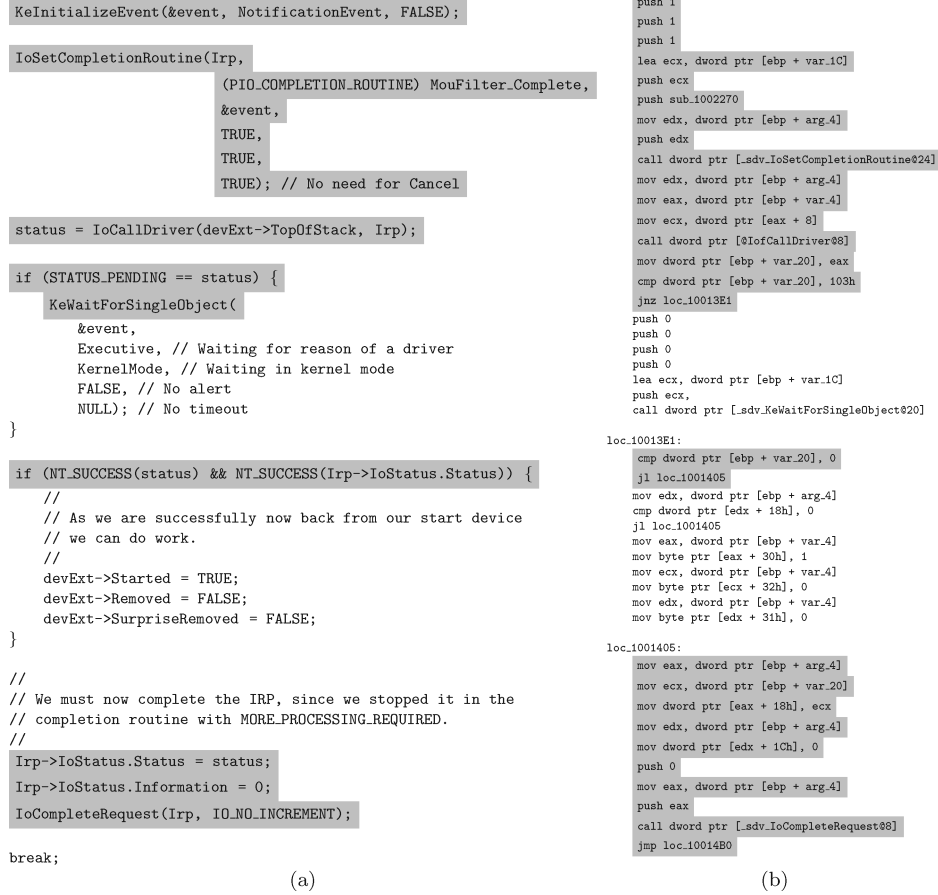 KeInitializeEvent(&event, NotificationEvent, FALSE);
IoSetCompletionRoutine(Irp,
(PIO_COMPLETION_ROUTINE) MouFilter_Complete,
&event,
TRUE,
TRUE,
TRUE); // No need for Cancel
status = IoCallDriver(devExt->TopOfStack, Irp);
if (STATUS_PENDING == status) {
KeWaitForSingleObject(
&event,
Executive, // Waiting for reason of a driver
KernelMode, // Waiting in kernel mode
FALSE, // No alert
NULL); // No timeout
}
if (NT_SUCCESS(status) && NT_SUCCESS(Irp->IoStatus.Status)) {
//
// As we are successfully now back from our start device
// we can do work.
//
devExt->Started = TRUE;
devExt->Removed = FALSE;
devExt->SurpriseRemoved = FALSE;
}
//
// We must now complete the IRP, since we stopped it in the
// completion routine with MORE_PROCESSING_REQUIRED.
//
Irp->IoStatus.Status = status;
Irp->IoStatus.Information = 0;
IoCompleteRequest(Irp, IO_NO_INCREMENT);
break;
(a)
push 1
push 1
push 1
lea ecx, dword ptr [ebp + var_1C]
push ecx
push sub_1002270
mov edx, dword ptr [ebp + arg_4]
push edx
call dword ptr [_sdv_IoSetCompletionRoutine@24]
mov edx, dword ptr [ebp + arg_4]
mov eax, dword ptr [ebp + var_4]
mov ecx, dword ptr [eax + 8]
call dword ptr [@IofCallDriver@8]
mov dword ptr [ebp + var_20], eax
cmp dword ptr [ebp + var_20], 103h
jnz loc_10013E1
push 0
push 0
push 0
push 0
lea ecx, dword ptr [ebp + var_1C]
push ecx,
call dword ptr [_sdv_KeWaitForSingleObject@20]
loc_10013E1:
cmp dword ptr [ebp + var_20], 0
jl loc_1001405
mov edx, dword ptr [ebp + arg_4]
cmp dword ptr [edx + 18h], 0
jl loc_1001405
mov eax, dword ptr [ebp + var_4]
mov byte ptr [eax + 30h], 1
mov ecx, dword ptr [ebp + var_4]
mov byte ptr [ecx + 32h], 0
mov edx, dword ptr [ebp + var_4]
mov byte ptr [edx + 31h], 0
loc_1001405:
mov eax, dword ptr [ebp + arg_4]
mov ecx, dword ptr [ebp + var_20]
mov dword ptr [eax + 18h], ecx
mov edx, dword ptr [ebp + arg_4]
mov dword ptr [edx + 1Ch], 0
push 0
mov eax, dword ptr [ebp + arg_4]
push eax
call dword ptr [_sdv_IoCompleteRequest@8]
jmp loc_10014B0
(b)